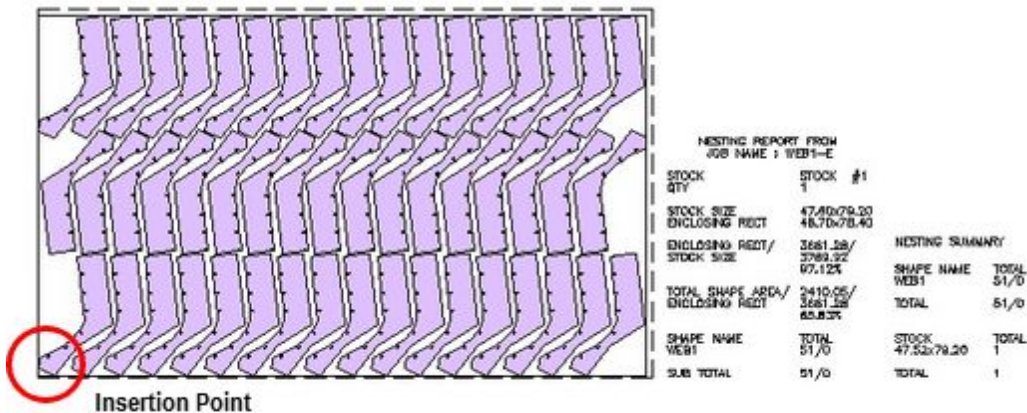 NESTING REPORT FROM
JOB NAME : WEB1-E
STOCK STOCK #1
QTY 1
STOCK SIZE 47.60x79.20
ENCLOSING RECT 46.70x78.40
ENCLOSING RECT/ 3661.28/
STOCK SIZE 3769.92
97.12%
TOTAL SHAPE AREA/ 2410.05/
ENCLOSING RECT 3661.28
65.83%
SHAPE NAME TOTAL
WEB1 51/0
SUB TOTAL 51/0
NESTING SUMMARY
SHAPE NAME TOTAL
WEB1 51/0
TOTAL 51/0
STOCK TOTAL
47.52x79.20 1
TOTAL 1
Insertion Point